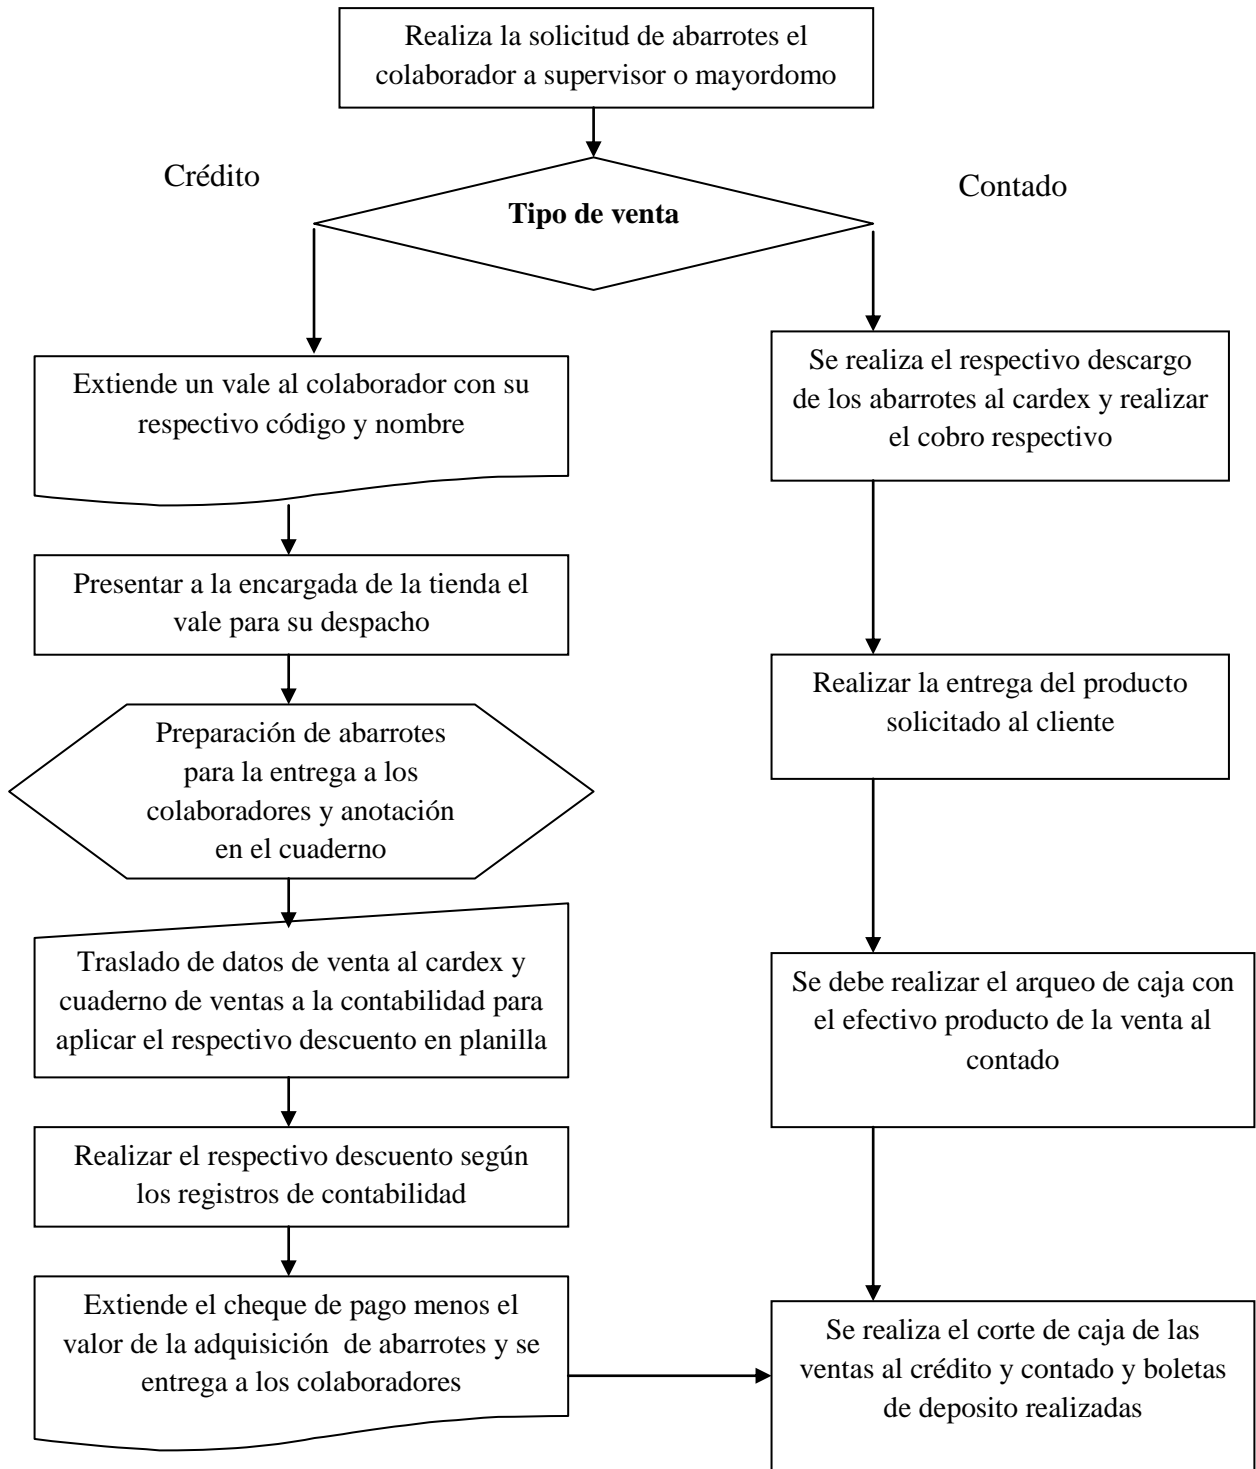 Realiza la solicitud de abarrotes el
colaborador a supervisor o mayordomo
Crédito
Contado
Tipo de venta
Extiende un vale al colaborador con su
respectivo código y nombre
Presentar a la encargada de la tienda el
vale para su despacho
Preparación de abarrotes
para la entrega a los
colaboradores y anotación
en el cuaderno
Traslado de datos de venta al cardex y
cuaderno de ventas a la contabilidad para
aplicar el respectivo descuento en planilla
Realizar el respectivo descuento según
los registros de contabilidad
Extiende el cheque de pago menos el
valor de la adquisición  de abarrotes y se
entrega a los colaboradores
Se realiza el respectivo descargo
de los abarrotes al cardex y realizar
el cobro respectivo
Realizar la entrega del producto
solicitado al cliente
Se debe realizar el arqueo de caja con
el efectivo producto de la venta al
contado
Se realiza el corte de caja de las
ventas al crédito y contado y boletas
de deposito realizadas